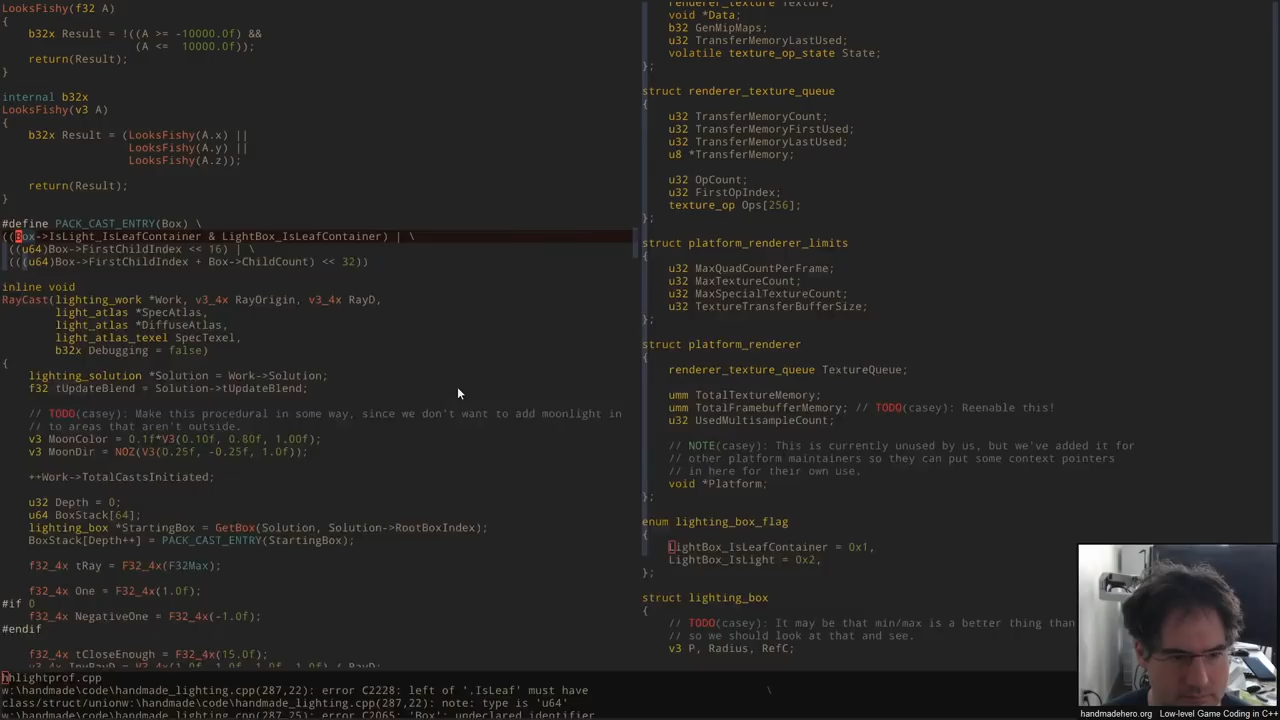 LooksFishy(f32 A)
{
    b32x Result = !((A >= -10000.0f) &&
                    (A <=  10000.0f));
    return(Result);
}

internal b32x
LooksFishy(v3 A)
{
    b32x Result = (LooksFishy(A.x) ||
                   LooksFishy(A.y) ||
                   LooksFishy(A.z));

    return(Result);
}

#define PACK_CAST_ENTRY(Box) \
((Box->IsLight_IsLeafContainer & LightBox_IsLeafContainer) | \
 ((u64)Box->FirstChildIndex << 16) | \
 (((u64)Box->FirstChildIndex + Box->ChildCount) << 32))

inline void
RayCast(lighting_work *Work, v3_4x RayOrigin, v3_4x RayD,
        light_atlas *SpecAtlas,
        light_atlas *DiffuseAtlas,
        light_atlas_texel SpecTexel,
        b32x Debugging = false)
{
    lighting_solution *Solution = Work->Solution;
    f32 tUpdateBlend = Solution->tUpdateBlend;

    // TODO(casey): Make this procedural in some way, since we don't want to add moonlight in
    // to areas that aren't outside.
    v3 MoonColor = 0.1f*V3(0.10f, 0.80f, 1.00f);
    v3 MoonDir = NOZ(V3(0.25f, -0.25f, 1.0f));

    ++Work->TotalCastsInitiated;

    u32 Depth = 0;
    u64 BoxStack[64];
    lighting_box *StartingBox = GetBox(Solution, Solution->RootBoxIndex);
    BoxStack[Depth++] = PACK_CAST_ENTRY(StartingBox);

    f32_4x tRay = F32_4x(F32Max);

    f32_4x One = F32_4x(1.0f);
#if 0
    f32_4x NegativeOne = F32_4x(-1.0f);
#endif

    f32_4x tCloseEnough = F32_4x(15.0f);
hhlightprof.cpp
w:\handmade\code\handmade_lighting.cpp(287,22): error C2228: left of '.IsLeaf' must have \
class/struct/unionw:\handmade\code\handmade_lighting.cpp(287,22): note: type is 'u64'
w:\handmade\code\handmade_lighting.cpp(287,25): error C2065: 'Box': undeclared identifier
    void *Data;
    b32 GenMipMaps;
    u32 TransferMemoryLastUsed;
    volatile texture_op_state State;
};

struct renderer_texture_queue
{
    u32 TransferMemoryCount;
    u32 TransferMemoryFirstUsed;
    u32 TransferMemoryLastUsed;
    u8 *TransferMemory;

    u32 OpCount;
    u32 FirstOpIndex;
    texture_op Ops[256];
};

struct platform_renderer_limits
{
    u32 MaxQuadCountPerFrame;
    u32 MaxTextureCount;
    u32 MaxSpecialTextureCount;
    u32 TextureTransferBufferSize;
};

struct platform_renderer
{
    renderer_texture_queue TextureQueue;

    umm TotalTextureMemory;
    umm TotalFramebufferMemory; // TODO(casey): Reenable this!
    u32 UsedMultisampleCount;

    // NOTE(casey): This is currently unused by us, but we've added it for
    // other platform maintainers so they can put some context pointers
    // in here for their own use.
    void *Platform;
};

enum lighting_box_flag
{
    LightBox_IsLeafContainer = 0x1,
    LightBox_IsLight = 0x2,
};

struct lighting_box
{
    // TODO(casey): It may be that min/max is a better thing than
    // so we should look at that and see.
    v3 P, Radius, RefC;
handmadehero.org - Low-level Game Coding in C++